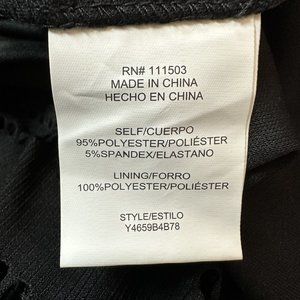 RN# 111503
MADE IN CHINA
HECHO EN CHINA
SELF/CUERPO
95%POLYESTER/POLIÉSTER
5%SPANDEX/ELASTANO
LINING/FORRO
100%POLYESTER/POLIÉSTER
STYLE/ESTILO
Y4659B4B78